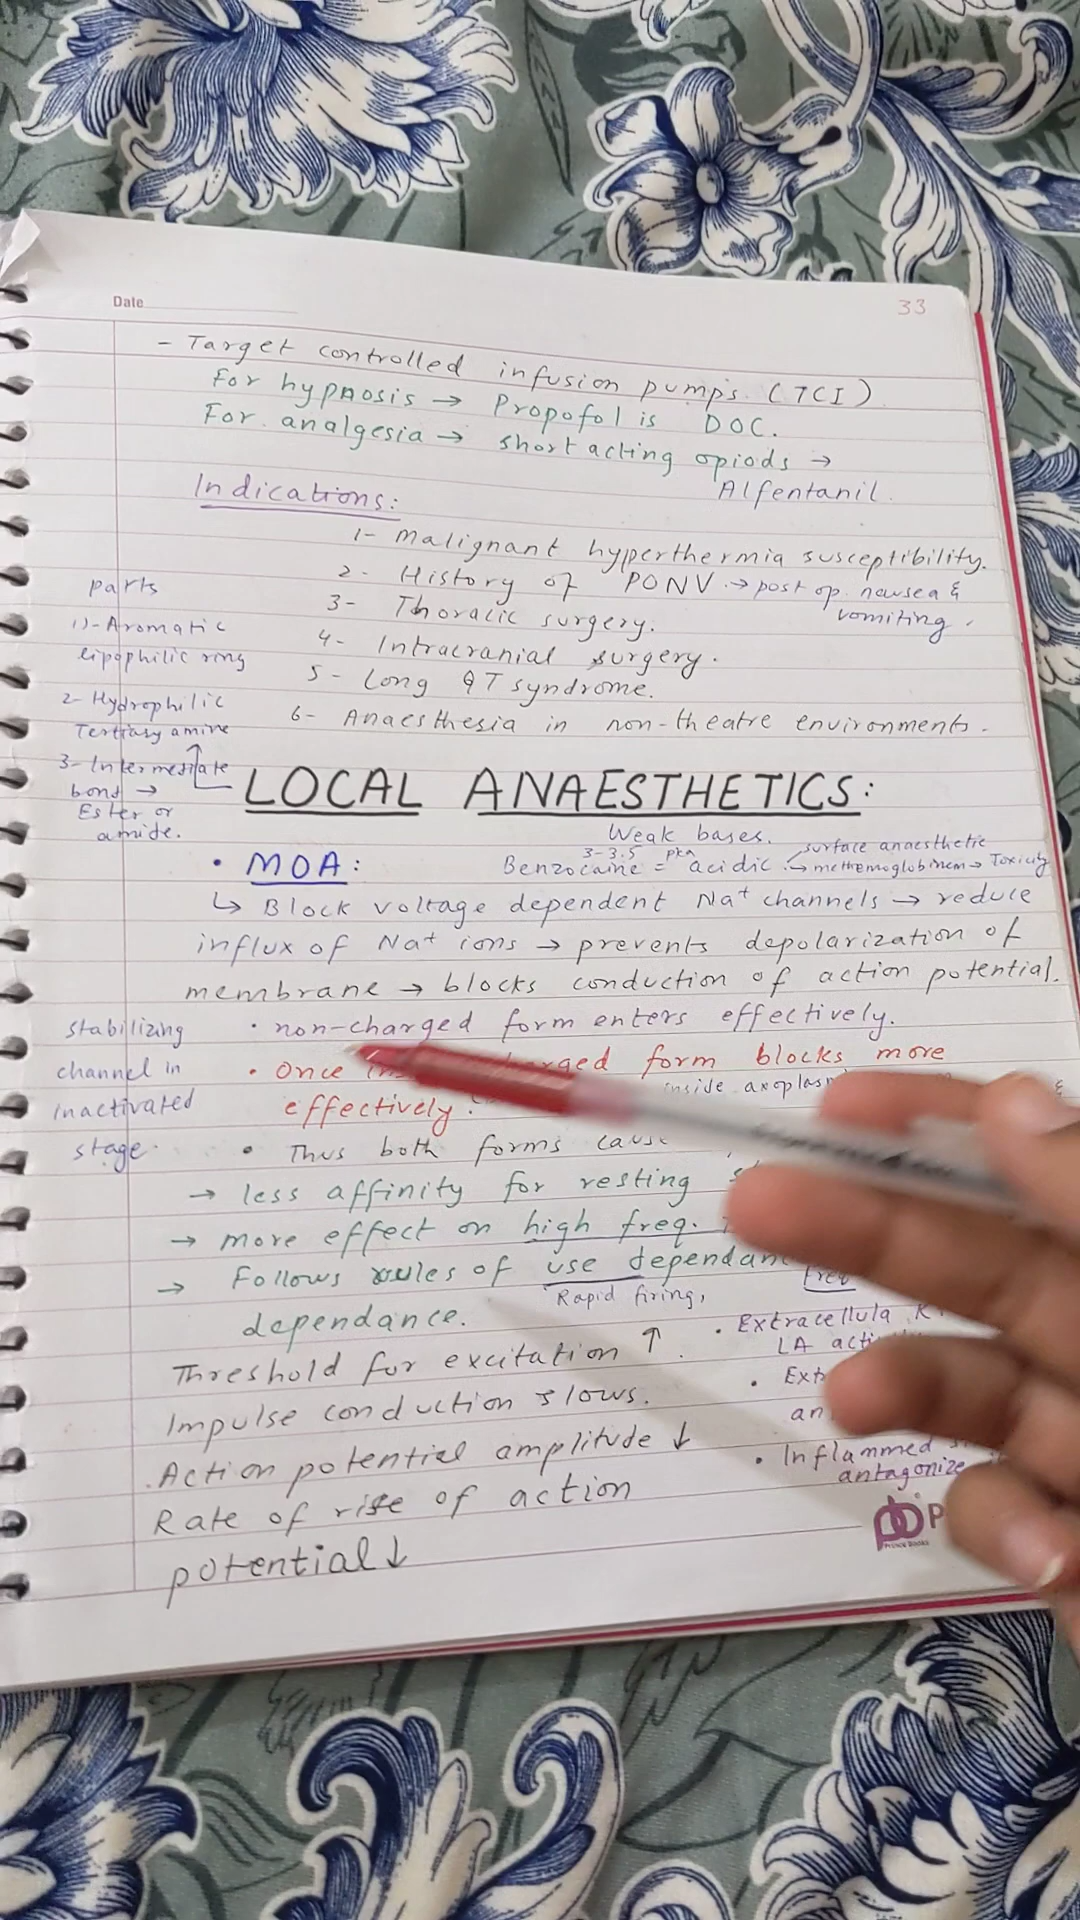 Date
33
- Target controlled infusion pumps (TCI)
For hypnosis → Propofol is DOC.
For analgesia → short acting opiods →
Alfentanil.
Indications:
1- Malignant hyperthermia susceptibility.
2- History of PONV → post op. nausea &
vomiting.
3- Thoracic surgery.
4- Intracranial surgery.
5- Long QT syndrome.
6- Anaesthesia in non-theatre environments.
parts
1)- Aromatic
lipophilic ring
2- Hydrophilic
Tertiary amine
3- Intermediate
bond →
Ester or
amide.
LOCAL ANAESTHETICS:
Weak bases.
3-3.5 pka surface anaesthetic
Benzocaine = acidic → methemoglobinem → Toxicity
• MOA:
↳ Block voltage dependent Na+ channels → reduce
influx of Na+ ions → prevents depolarization of
membrane → blocks conduction of action potential.
stabilizing
channel in
inactivated
stage.
• non-charged form enters effectively.
• Once charged form blocks more
inside
effectively.
• Thus both forms
→ less affinity for resting
→ more effect on high freq.
→ Follows rules of use
dependance.
Rapid firing,
Threshold for excitation ↑.
Impulse conduction slows.
Action potential amplitude ↓
Rate of rise of action
potential ↓
• Extracellula
LA
• Inflammed
antagonize